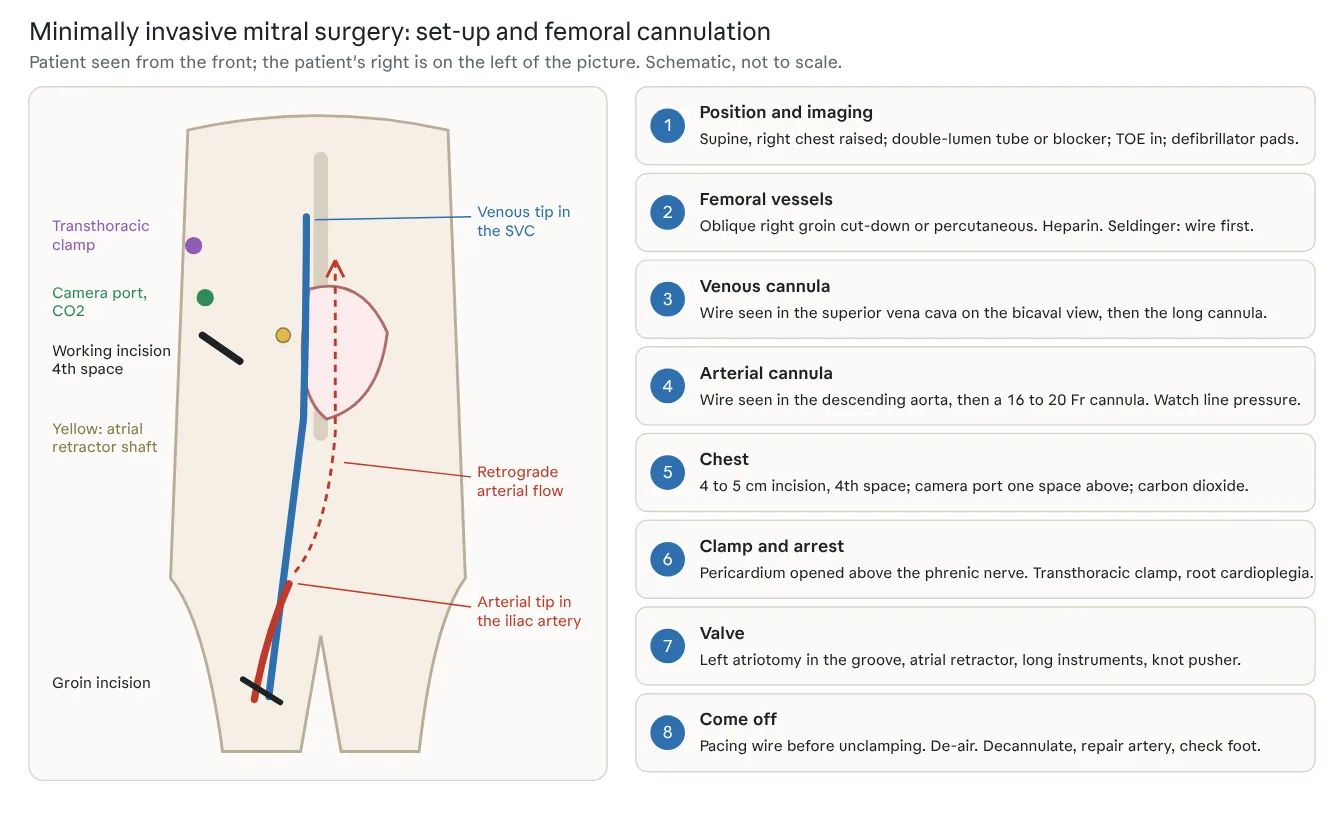 Minimally invasive mitral surgery: set-up and femoral cannulation
Patient seen from the front; the patient's right is on the left of the picture. Schematic, not to scale.
Transthoracic
clamp
Camera port,
CO2
Working incision
4th space
Yellow: atrial
retractor shaft
Groin incision
Venous tip in
the SVC
Retrograde
arterial flow
Arterial tip in
the iliac artery
1
Position and imaging
Supine, right chest raised; double-lumen tube or blocker; TOE in; defibrillator pads.
2
Femoral vessels
Oblique right groin cut-down or percutaneous. Heparin. Seldinger: wire first.
3
Venous cannula
Wire seen in the superior vena cava on the bicaval view, then the long cannula.
4
Arterial cannula
Wire seen in the descending aorta, then a 16 to 20 Fr cannula. Watch line pressure.
5
Chest
4 to 5 cm incision, 4th space; camera port one space above; carbon dioxide.
6
Clamp and arrest
Pericardium opened above the phrenic nerve. Transthoracic clamp, root cardioplegia.
7
Valve
Left atriotomy in the groove, atrial retractor, long instruments, knot pusher.
8
Come off
Pacing wire before unclamping. De-air. Decannulate, repair artery, check foot.